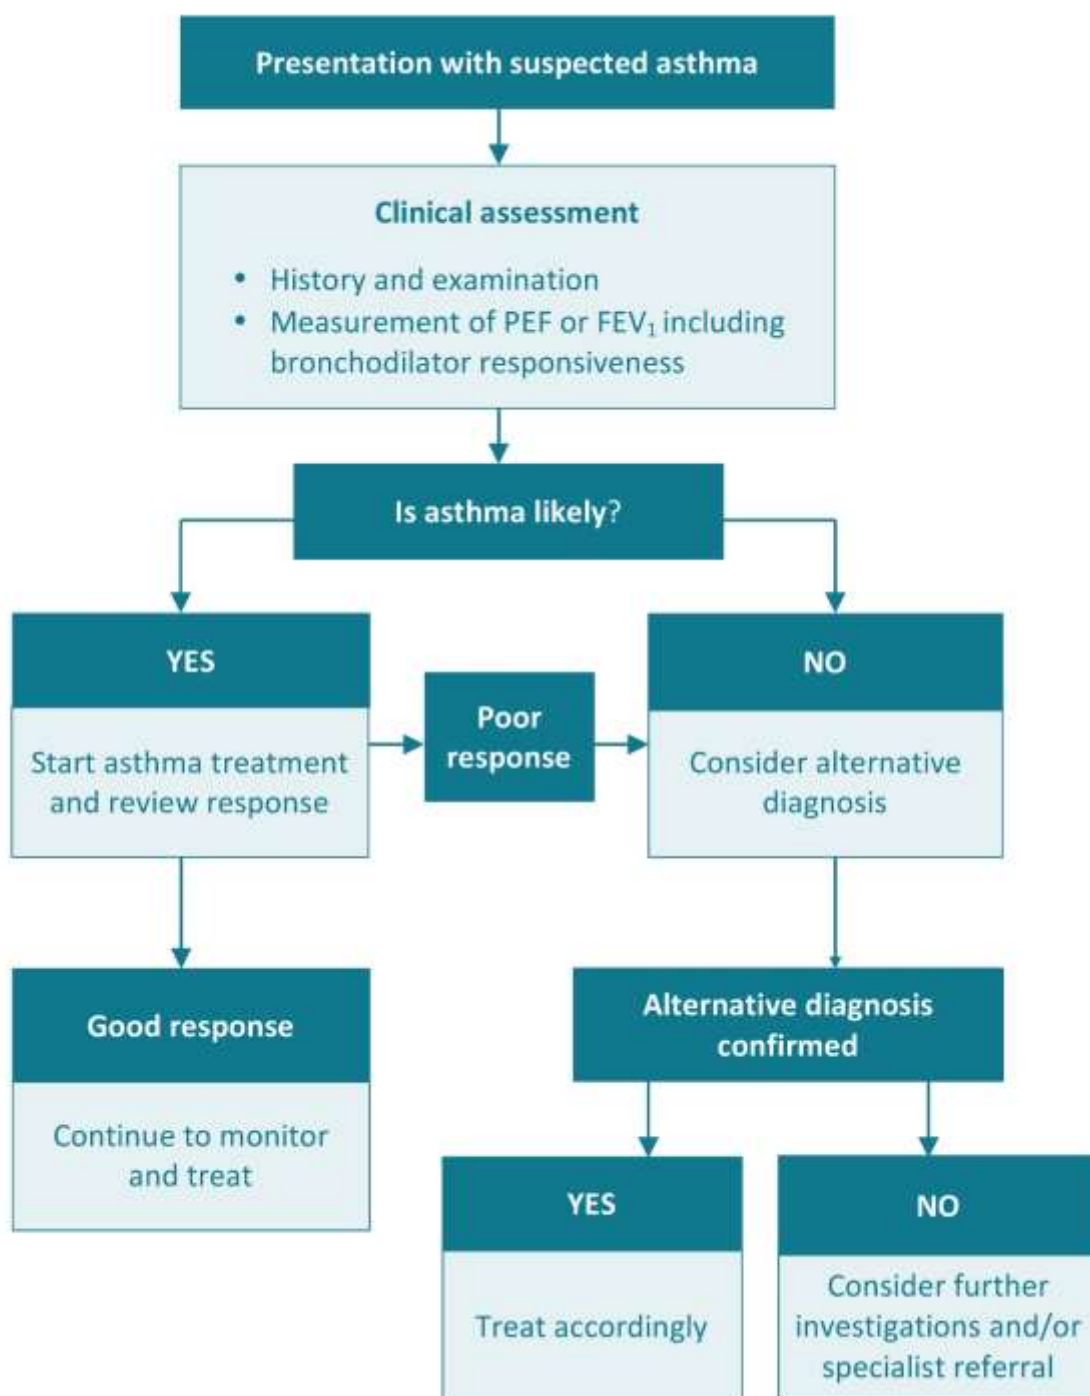 Presentation with suspected asthma
Clinical assessment
• History and examination
• Measurement of PEF or FEV₁ including
bronchodilator responsiveness
Is asthma likely?
YES
Start asthma treatment
and review response
Poor
response
NO
Consider alternative
diagnosis
Good response
Continue to monitor
and treat
Alternative diagnosis
confirmed
YES
Treat accordingly
NO
Consider further
investigations and/or
specialist referral